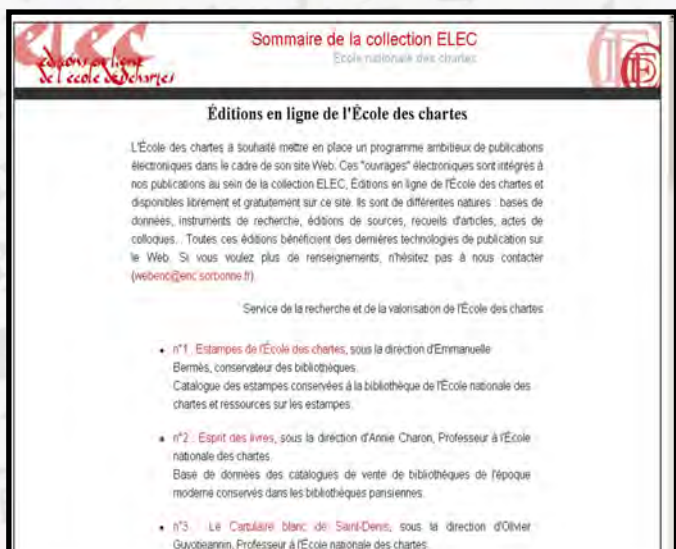 elec
éditions en ligne
de l'école des chartes
Sommaire de la collection ELEC
Ecole nationale des chartes
Éditions en ligne de l'École des chartes
L'École des chartes a souhaité mettre en place un programme ambitieux de publications
électroniques dans le cadre de son site Web. Ces "ouvrages" électroniques sont intégrés à
nos publications au sein de la collection ELEC, Éditions en ligne de l'École des chartes et
disponibles librement et gratuitement sur ce site. Ils sont de différentes natures : bases de
données, instruments de recherche, éditions de sources, recueils d'articles, actes de
colloques... Toutes ces éditions bénéficient des dernières technologies de publication sur
le Web. Si vous voulez plus de renseignements, n'hésitez pas à nous contacter
(webenc@enc.sorbonne.fr).
Service de la recherche et de la valorisation de l'École des chartes
• n°1 : Estampes de l'École des chartes, sous la direction d'Emmanuelle
Bermès, conservateur des bibliothèques.
Catalogue des estampes conservées à la bibliothèque de l'École nationale des
chartes et ressources sur les estampes.
• n°2 : Esprit des livres, sous la direction d'Annie Charon, Professeur à l'École
nationale des chartes.
Base de données des catalogues de vente de bibliothèques de l'époque
moderne conservés dans les bibliothèques parisiennes.
• n°3 : Le Cartulaire blanc de Saint-Denis, sous la direction d'Olivier
Guyotjeannin, Professeur à l'École nationale des chartes.